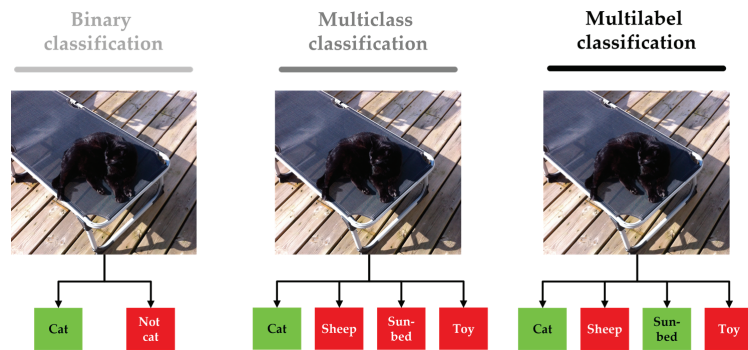 Binary
classification
Multiclass
classification
Multilabel
classification
Cat
Not
cat
Cat
Sheep
Sun-
bed
Toy
Cat
Sheep
Sun-
bed
Toy